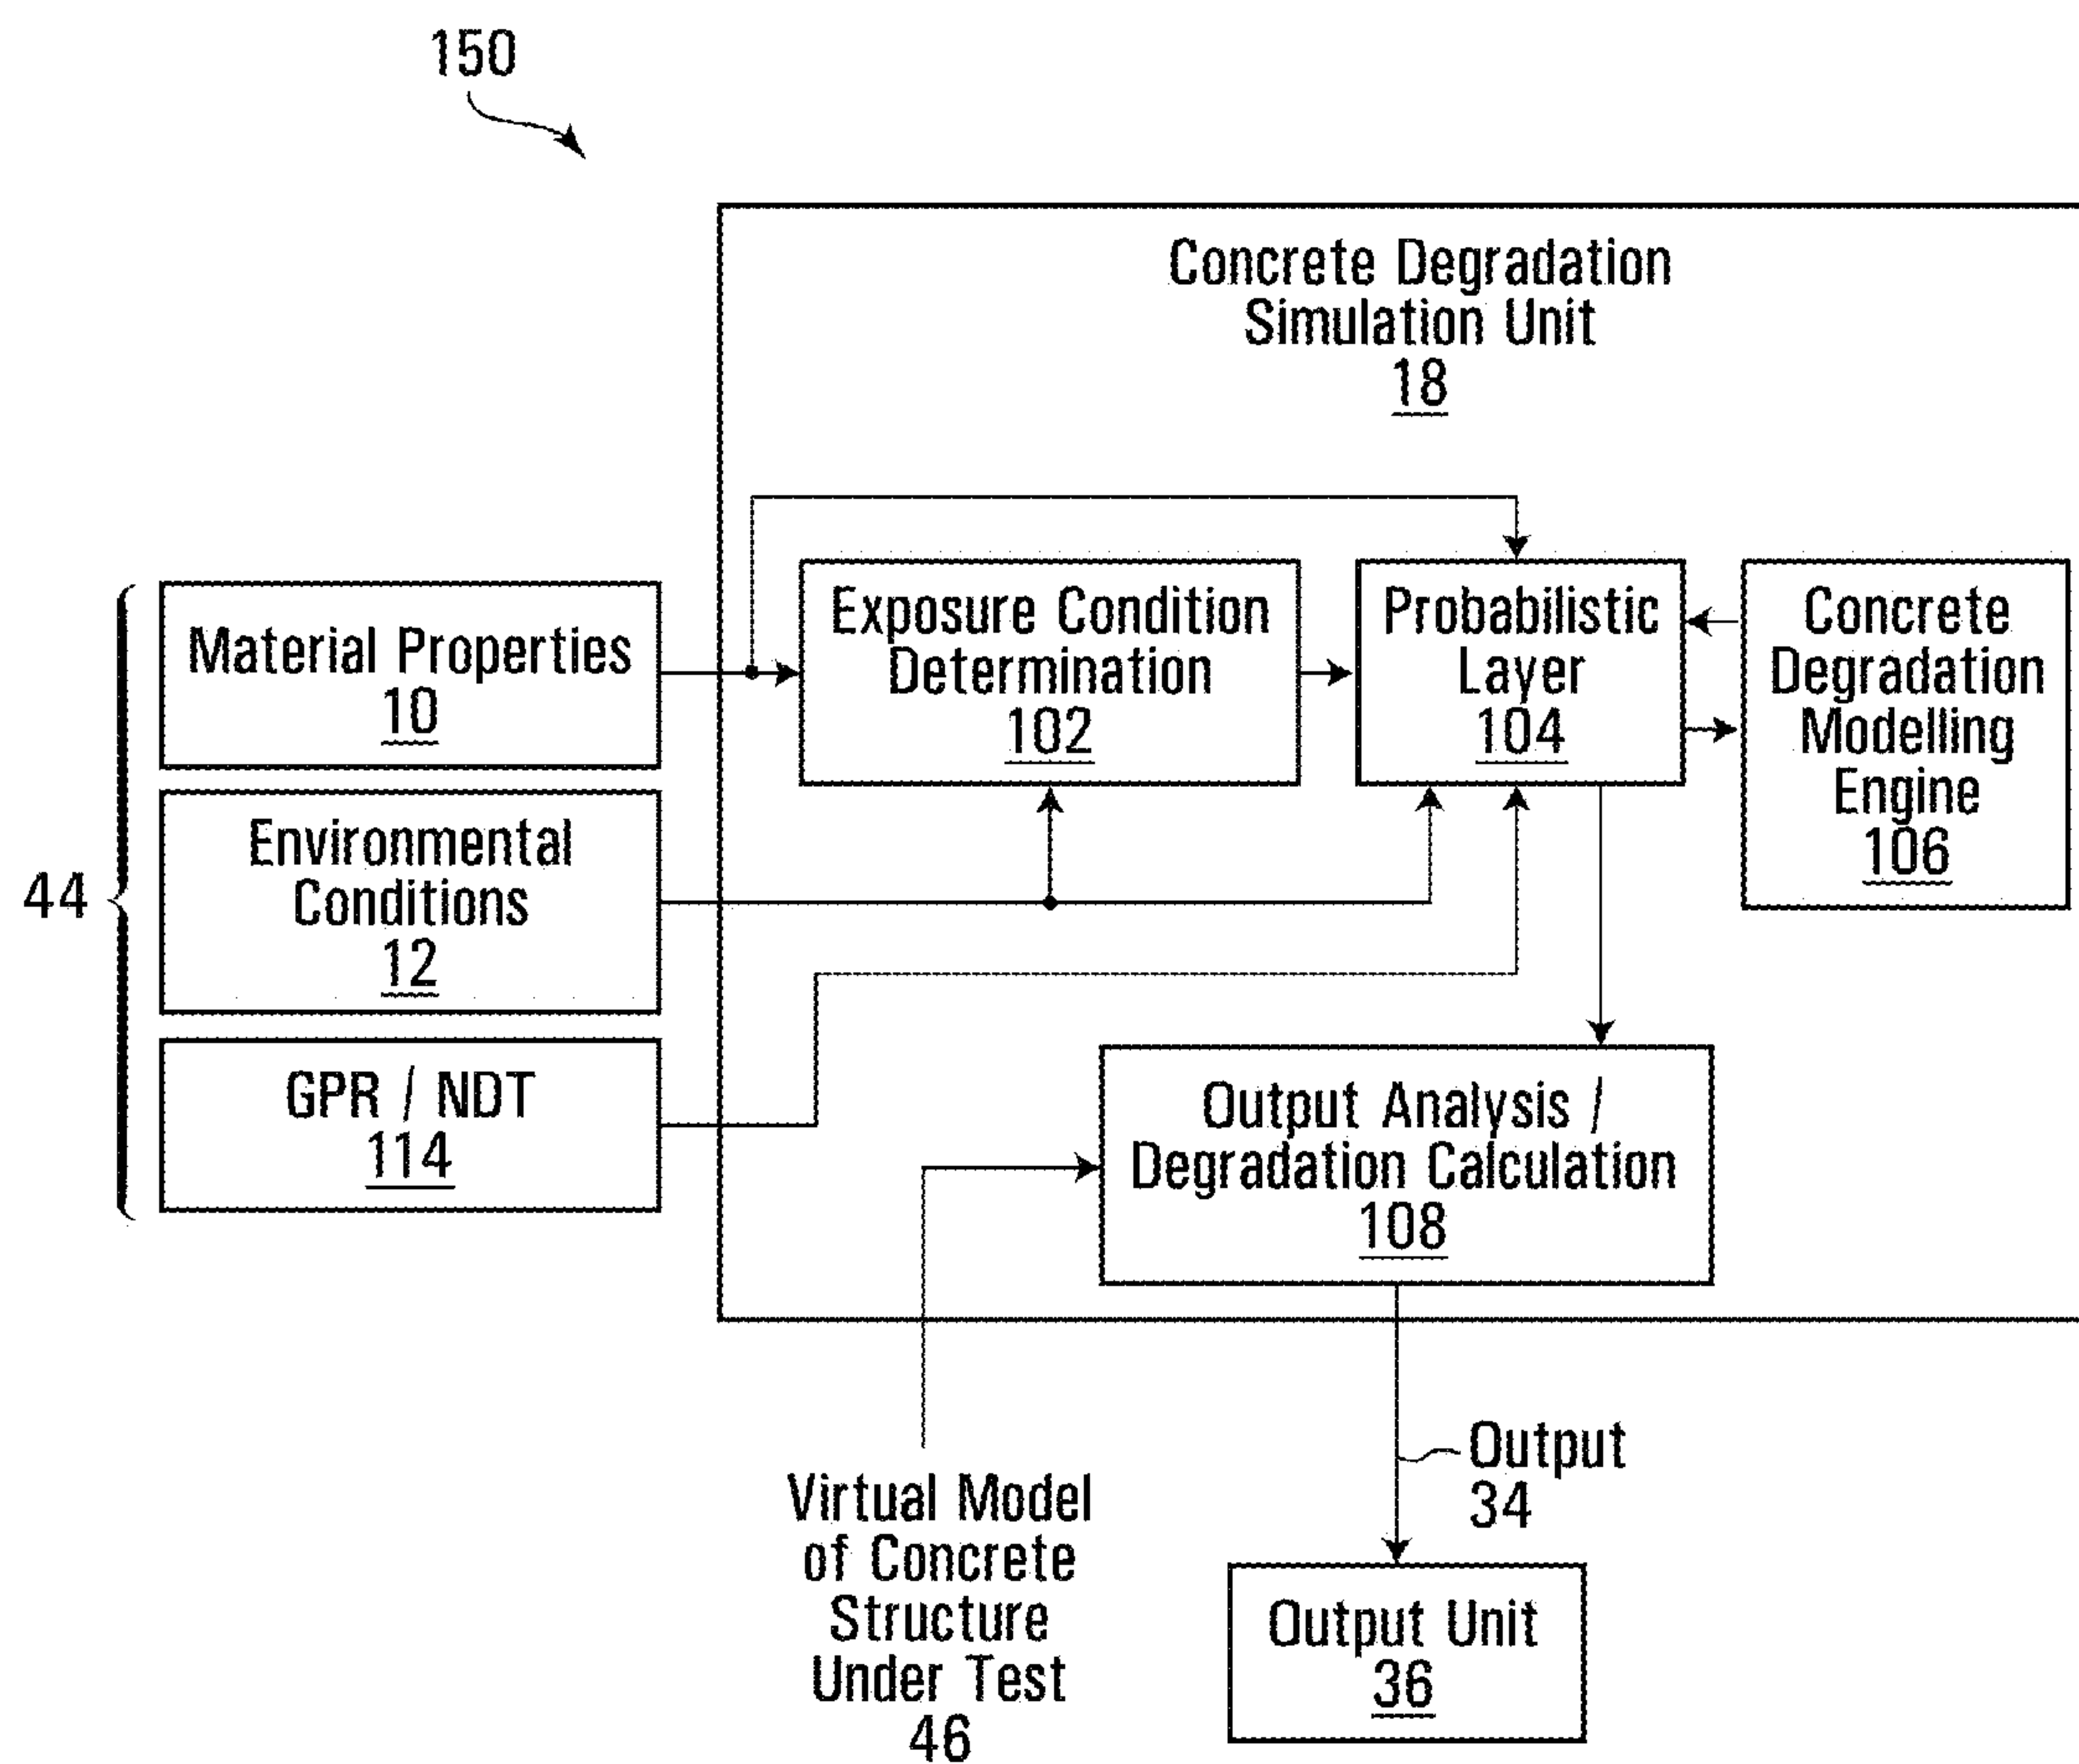 150
Concrete Degradation
Simulation Unit
18
44
Material Properties
10
Environmental
Conditions
12
GPR / NDT
114
Exposure Condition
Determination
102
Probabilistic
Layer
104
Concrete
Degradation
Modelling
Engine
106
Output Analysis /
Degradation Calculation
108
Virtual Model
of Concrete
Structure
Under Test
46
Output
34
Output Unit
36